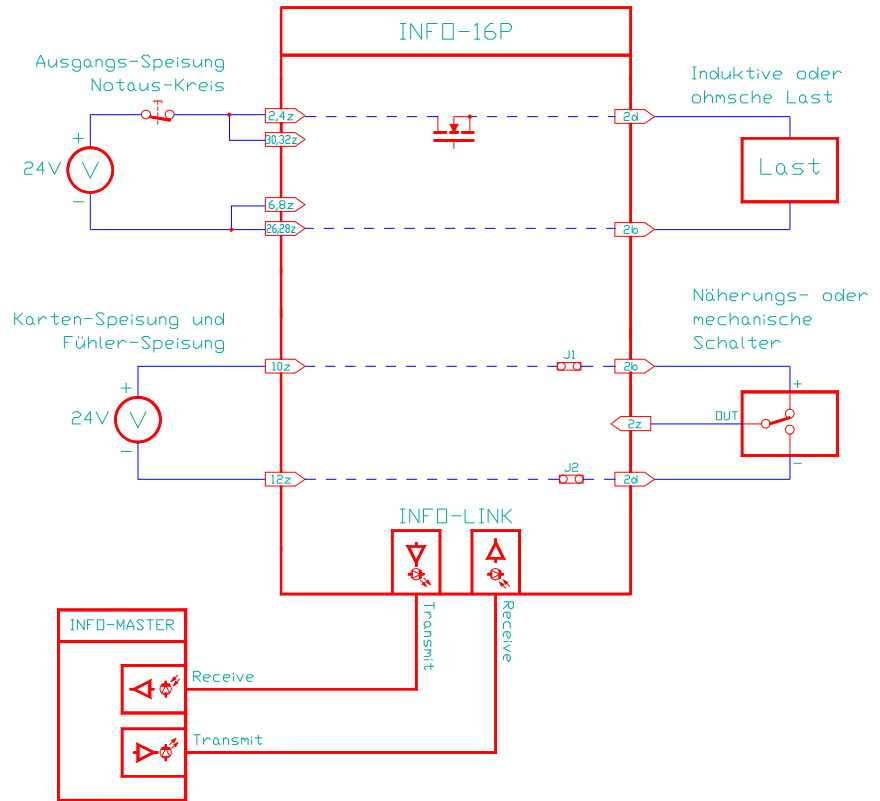 INFO-16P
Ausgangs-Speisung
Notaus-Kreis
Induktive oder
ohmsche Last
2,4z
2d
+
30,32z
24V
V
Last
-
6,8z
26,28z
2b
Näherungs- oder
mechanische
Schalter
Karten-Speisung und
Fühler-Speisung
J1
10z
2b
+
+
24V
V
OUT
2z
-
J2
-
12z
2d
INFO-LINK
Transmit
Receive
INFO-MASTER
Receive
Transmit